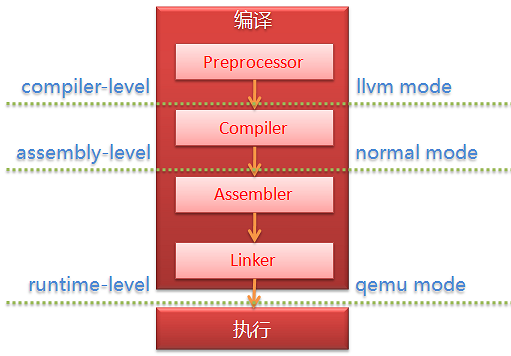 编译
Preprocessor
compiler-level
llvm mode
Compiler
assembly-level
normal mode
Assembler
Linker
runtime-level
qemu mode
执行